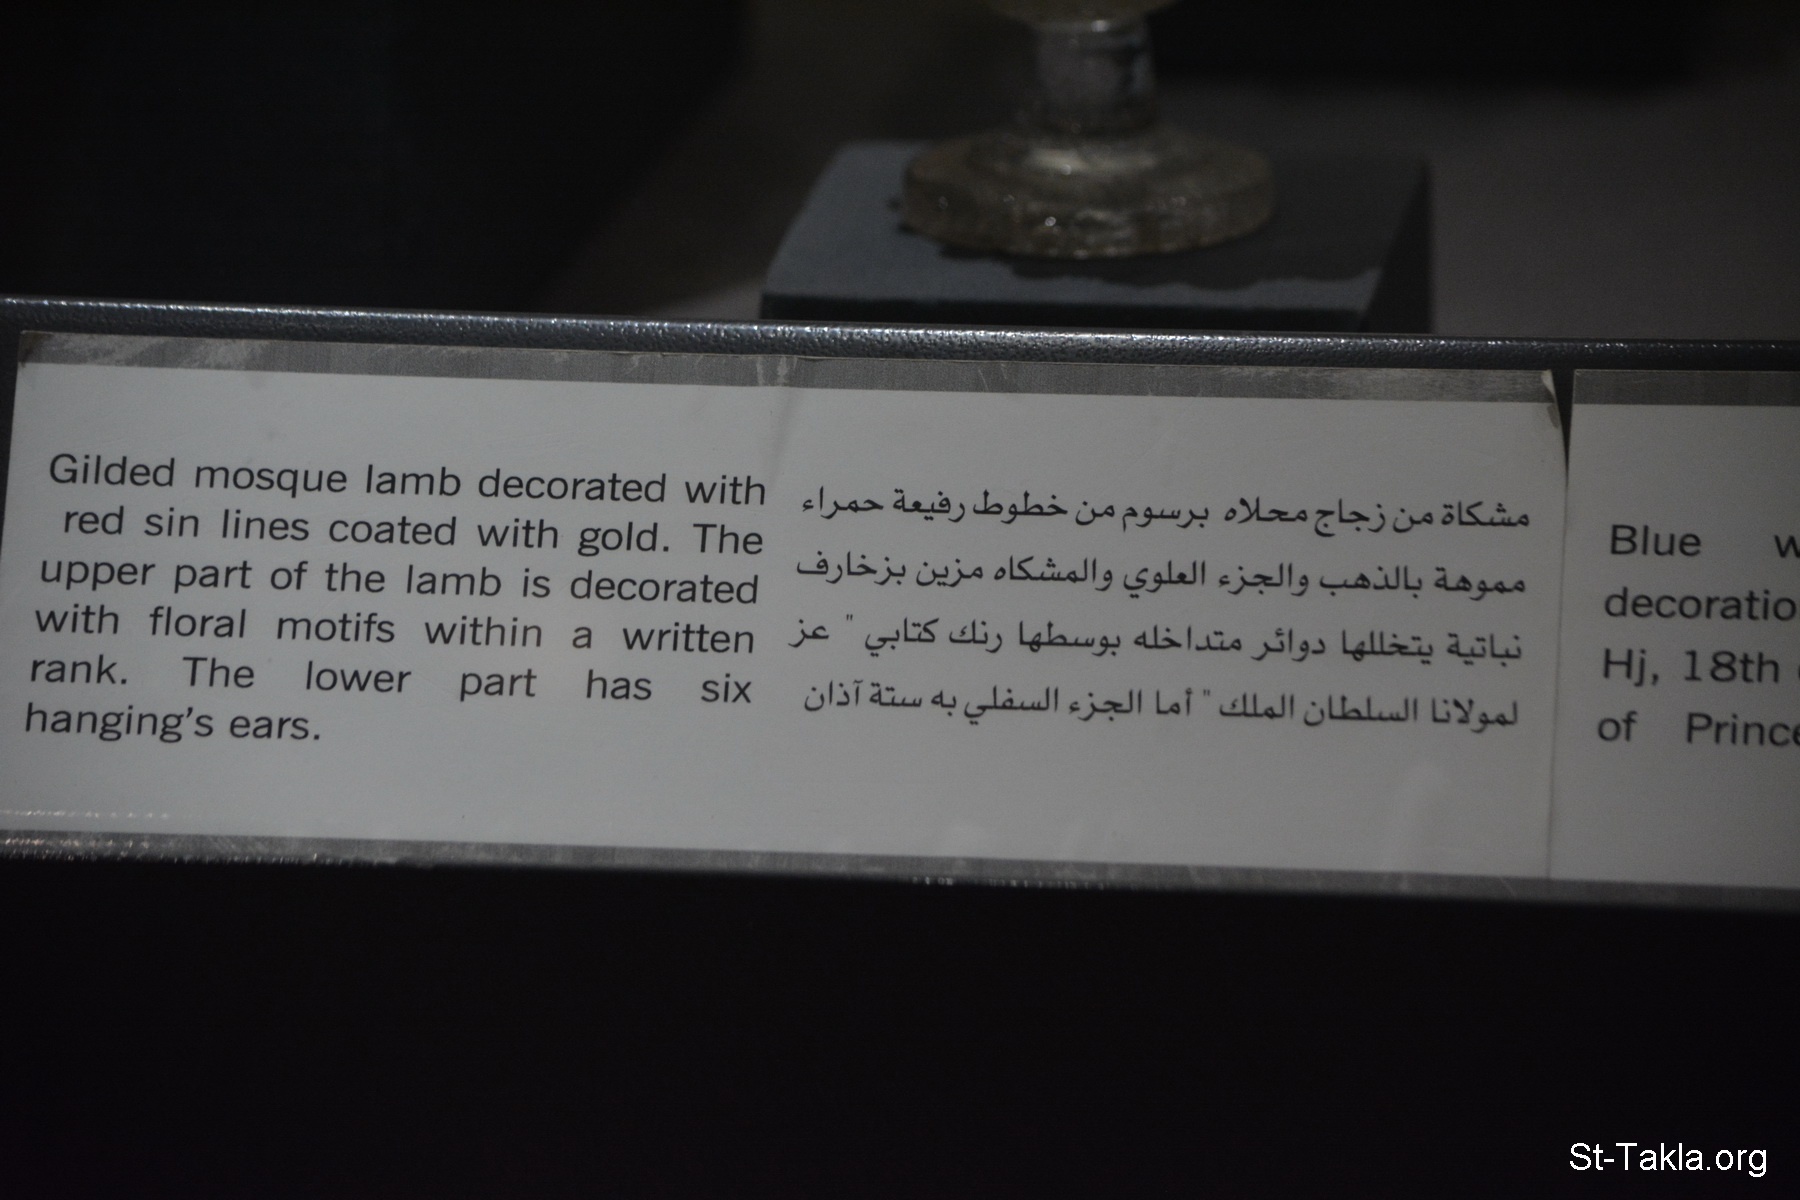 Gilded mosque lamb decorated with
red sin lines coated with gold. The
upper part of the lamb is decorated
with floral motifs within a written
rank. The lower part has six
hanging's ears.
مشكاة من زجاج محلاه برسوم من خطوط رفيعة حمراء
مموهة بالذهب والجزء العلوي والمشكاه مزين بزخارف
نباتية يتخللها دوائر متداخله بوسطها رنك كتابي " عز
لمولانا السلطان الملك " أما الجزء السفلي به ستة آذان
Blue
decoratio
Hj, 18th
of Prince
St-Takla.org